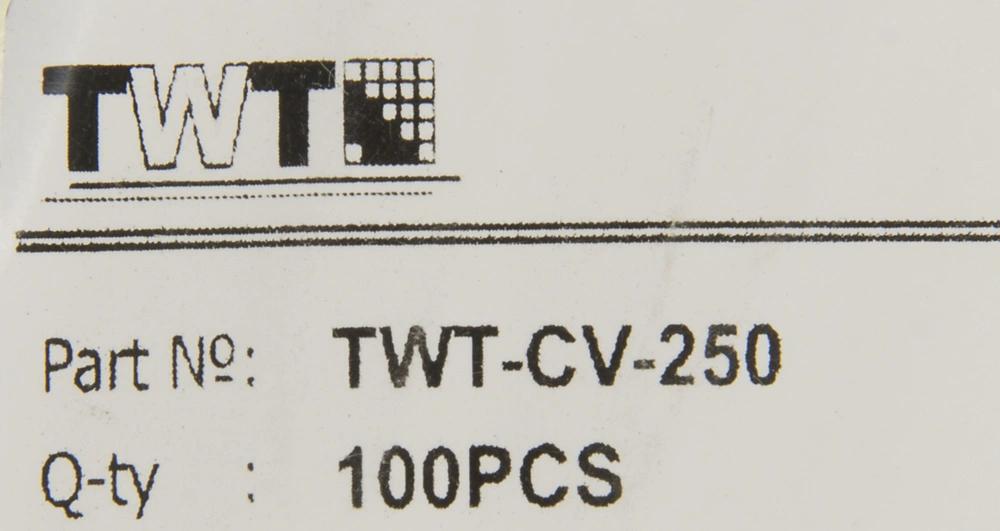 TWT
Part Nº: TWT-CV-250
Q-ty : 100PCS